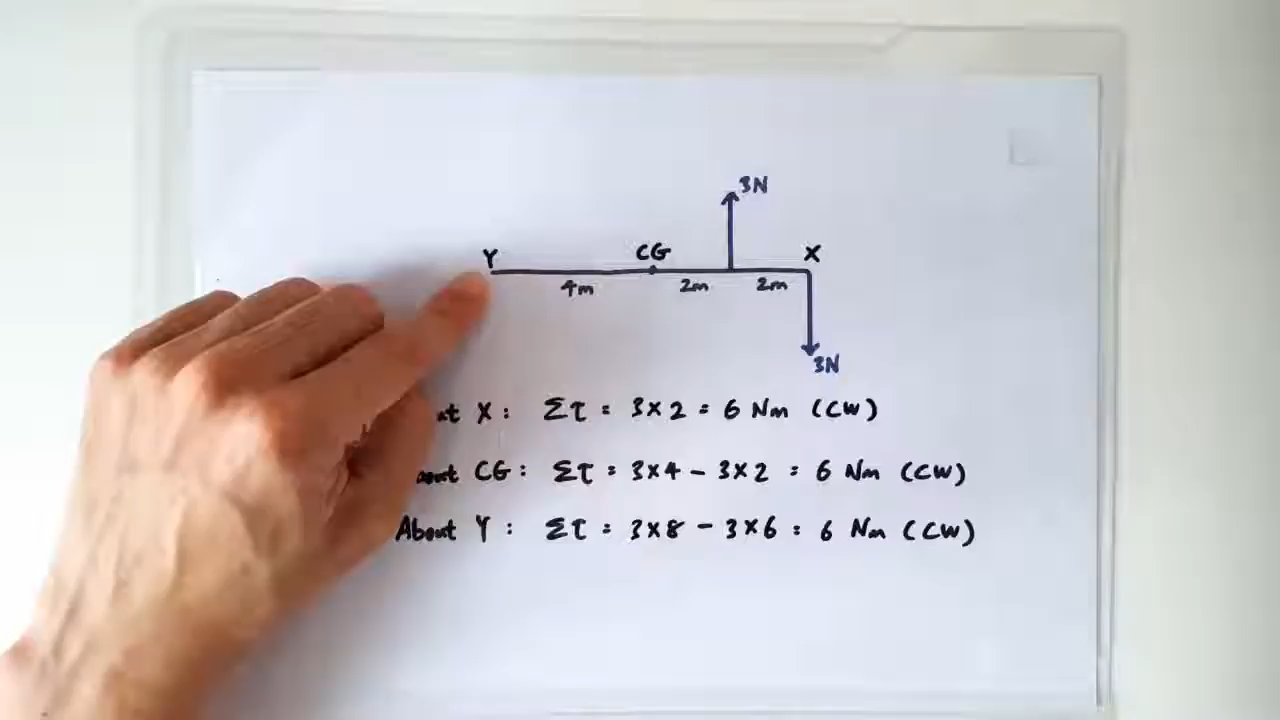 3N
Y CG X
4m 2m 2m
3N
X : Στ = 3×2 = 6 Nm (CW)
CG : Στ = 3×4 - 3×2 = 6 Nm (CW)
About Y : Στ = 3×8 - 3×6 = 6 Nm (CW)